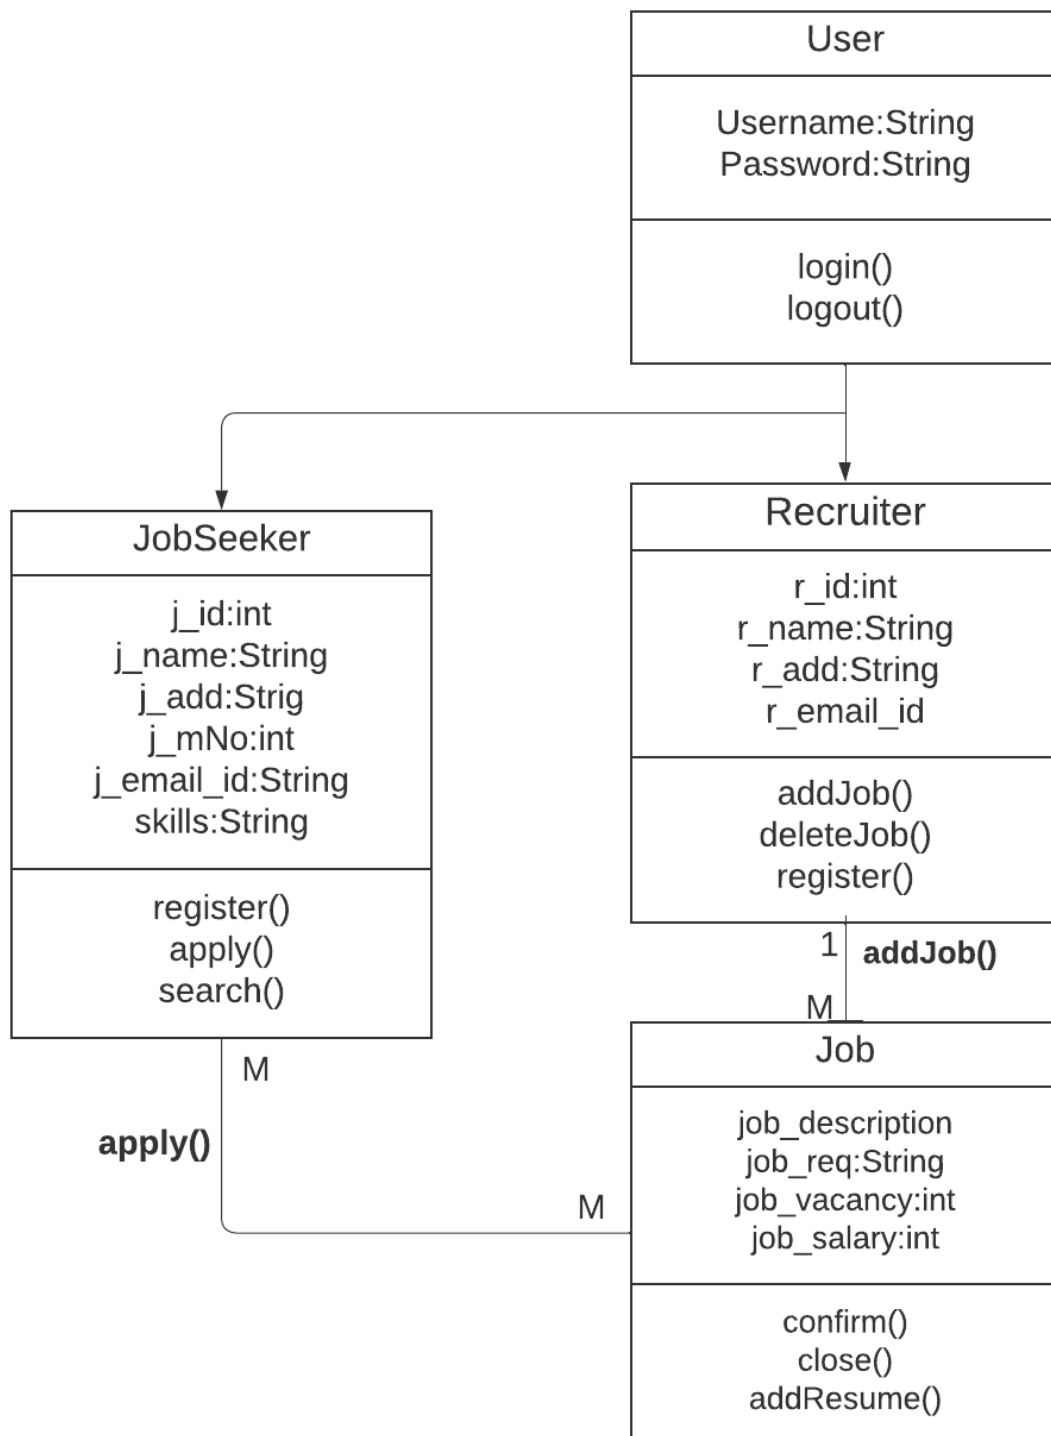 User
Username:String
Password:String
login()
logout()
JobSeeker
j_id:int
j_name:String
j_add:Strig
j_mNo:int
j_email_id:String
skills:String
register()
apply()
search()
Recruiter
r_id:int
r_name:String
r_add:String
r_email_id
addJob()
deleteJob()
register()
1
addJob()
M
M
apply()
M
Job
job_description
job_req:String
job_vacancy:int
job_salary:int
confirm()
close()
addResume()